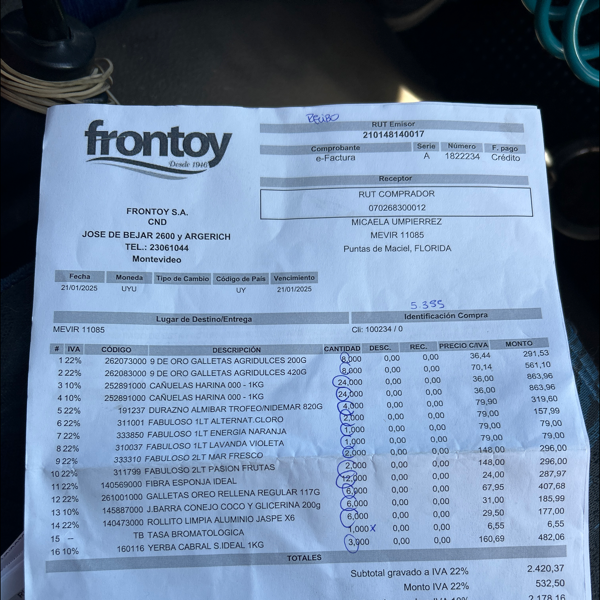 RECIBO
frontoy
Desde 1946
RUT Emisor
210148140017
Comprobante Serie Número F. pago
e-Factura A 1822234 Crédito
Receptor
RUT COMPRADOR
070268300012
MICAELA UMPIERREZ
MEVIR 11085
Puntas de Maciel, FLORIDA
FRONTOY S.A.
CND
JOSE DE BEJAR 2600 y ARGERICH
TEL.: 23061044
Montevideo
Fecha Moneda Tipo de Cambio Código de País Vencimiento
21/01/2025 UYU UY 21/01/2025
Lugar de Destino/Entrega Identificación Compra
MEVIR 11085 Cli: 100234 / 0
# IVA CÓDIGO DESCRIPCIÓN CANTIDAD DESC. REC. PRECIO C/IVA MONTO
1 22% 262073000 9 DE ORO GALLETAS AGRIDULCES 200G 8,000 0,00 0,00 36,44 291,53
2 22% 262083000 9 DE ORO GALLETAS AGRIDULCES 420G 8,000 0,00 0,00 70,14 561,10
3 10% 252891000 CAÑUELAS HARINA 000 - 1KG 24,000 0,00 0,00 36,00 863,96
4 10% 252891000 CAÑUELAS HARINA 000 - 1KG 24,000 0,00 0,00 36,00 863,96
5 22% 191237 DURAZNO ALMIBAR TROFEO/NIDEMAR 820G 4,000 0,00 0,00 79,90 319,60
6 22% 311001 FABULOSO 1LT ALTERNAT.CLORO 2,000 0,00 0,00 79,00 157,99
7 22% 333850 FABULOSO 1LT ENERGIA NARANJA 1,000 0,00 0,00 79,00 79,00
8 22% 310037 FABULOSO 1LT LAVANDA VIOLETA 1,000 0,00 0,00 79,00 79,00
9 22% 333310 FABULOSO 2LT MAR FRESCO 2,000 0,00 0,00 148,00 296,00
10 22% 311799 FABULOSO 2LT PASION FRUTAS 2,000 0,00 0,00 148,00 296,00
11 22% 140569000 FIBRA ESPONJA IDEAL 12,000 0,00 0,00 24,00 287,97
12 22% 261001000 GALLETAS OREO RELLENA REGULAR 117G 6,000 0,00 0,00 67,95 407,68
13 10% 145887000 J.BARRA CONEJO COCO Y GLICERINA 200g 6,000 0,00 0,00 31,00 185,99
14 22% 140473000 ROLLITO LIMPIA ALUMINIO JASPE X6 6,000 0,00 0,00 29,50 177,00
15 – TB TASA BROMATOLOGICA 1,000 x 0,00 0,00 6,55 6,55
16 10% 160116 YERBA CABRAL S.IDEAL 1KG 3,000 0,00 0,00 160,69 482,06
TOTALES
Subtotal gravado a IVA 22% 2.420,37
Monto IVA 22% 532,50
2.178,16